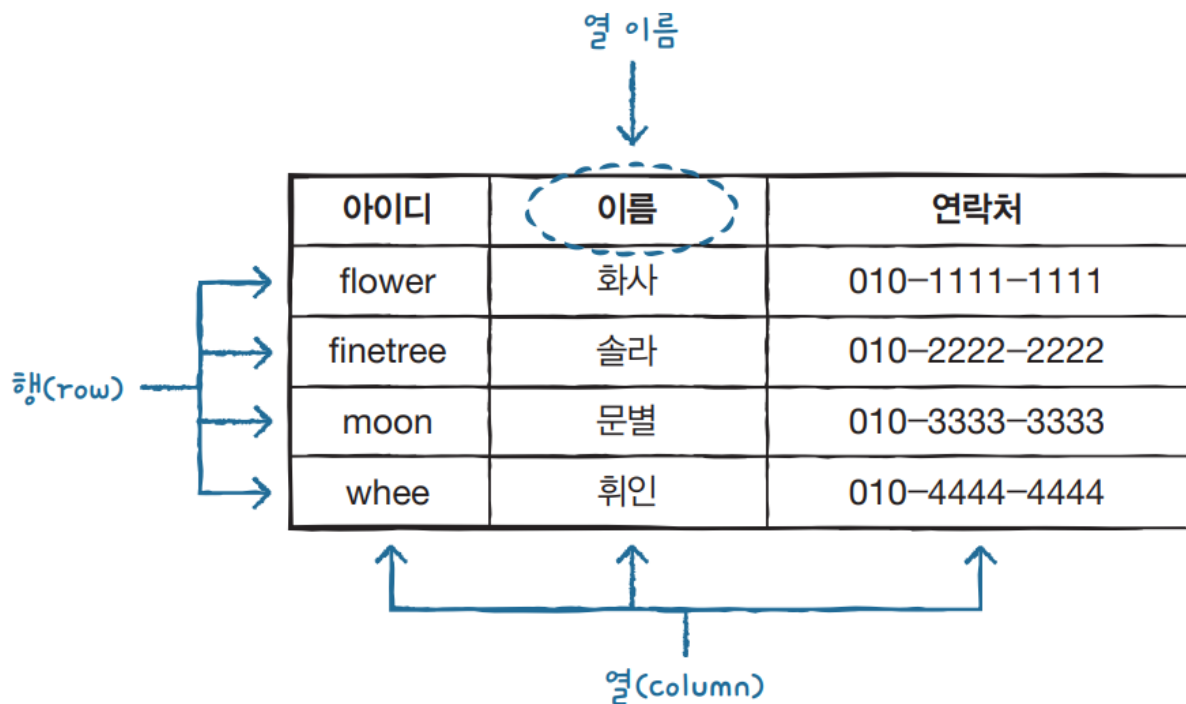 열 이름
아이디 이름 연락처
flower 화사 010–1111–1111
finetree 솔라 010–2222–2222
행(row)
moon 문별 010–3333–3333
whee 휘인 010–4444–4444
열(column)